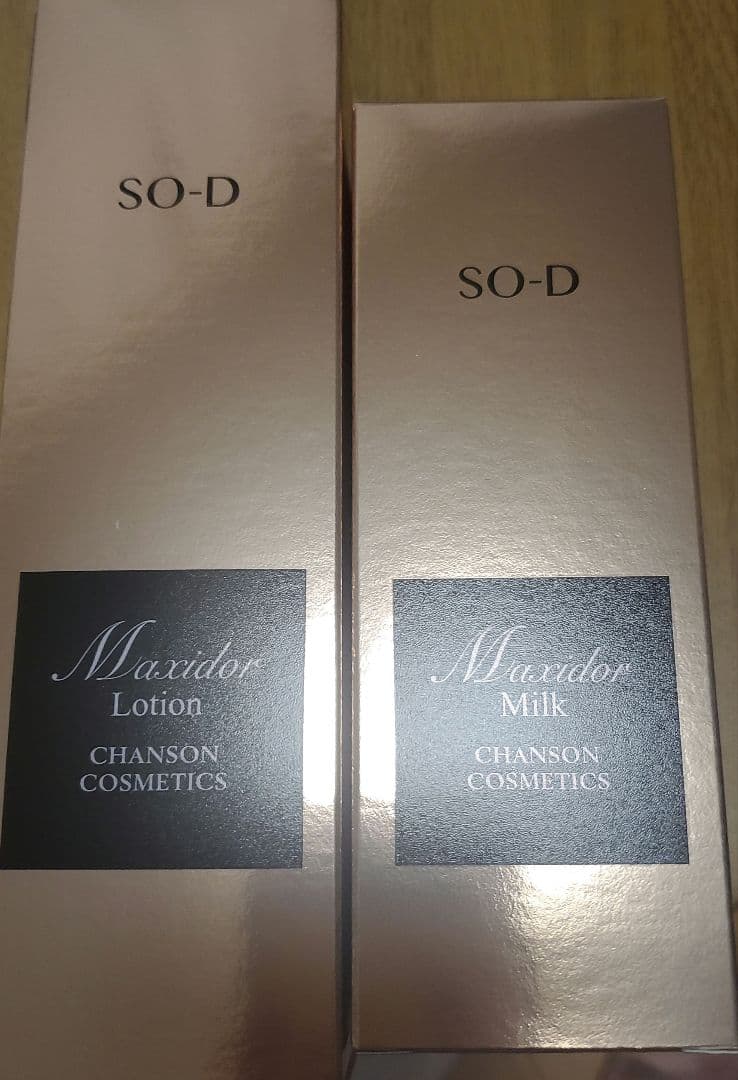 SO-D
Maxidor
Lotion
CHANSON
COSMETICS
SO-D
Maxidor
Milk
CHANSON
COSMETICS